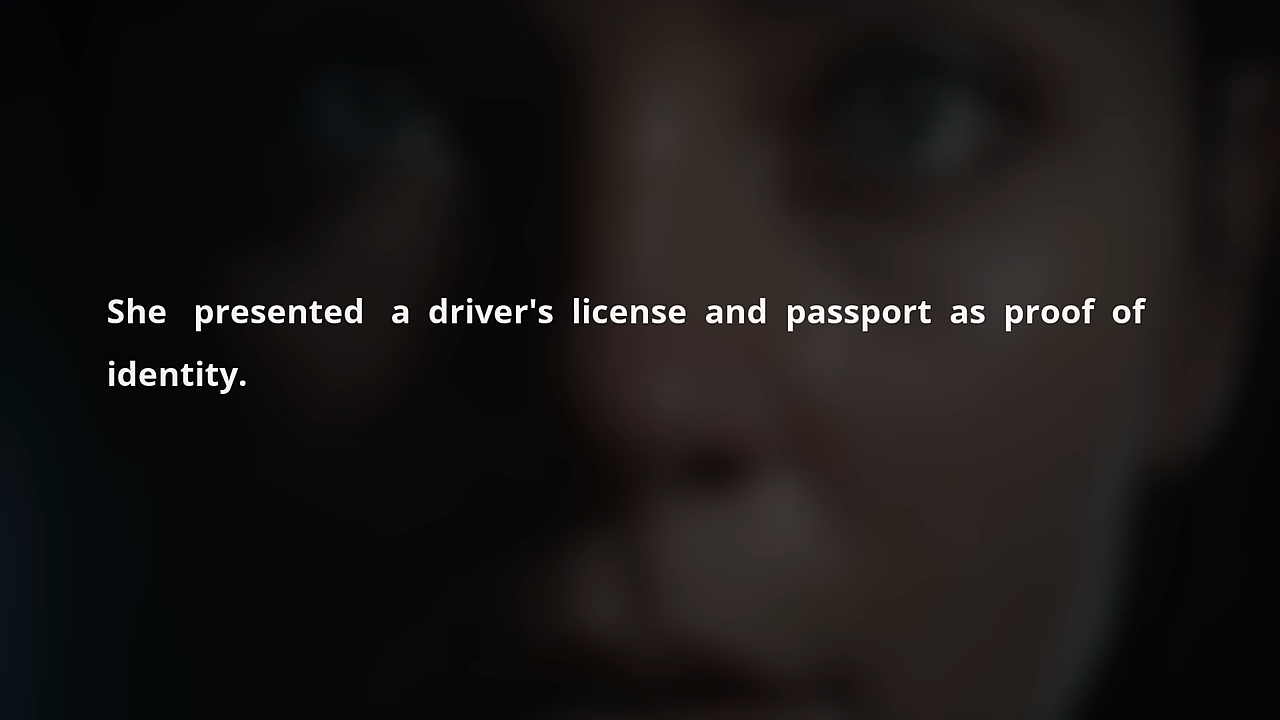 She presented a driver's license and passport as proof of
identity.